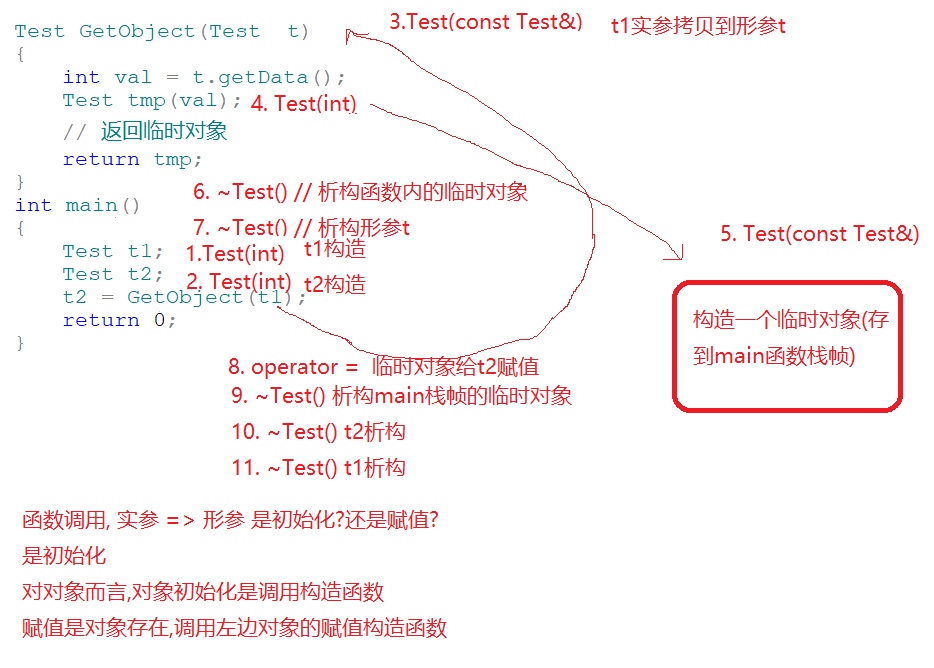 Test GetObject(Test t) 3.Test(const Test&) t1实参拷贝到形参t
{
int val = t.getData();
Test tmp(val); 4. Test(int)
// 返回临时对象
return tmp;
}
6. ~Test() // 析构函数内的临时对象
int main()
{
7. ~Test() // 析构形参t
5. Test(const Test&)
Test t1; 1.Test(int) t1构造
Test t2; 2. Test(int) t2构造
t2 = GetObject(t1);
return 0;
}
构造一个临时对象(存
到main函数栈帧)
8. operator = 临时对象给t2赋值
9. ~Test() 析构main栈帧的临时对象
10. ~Test() t2析构
11. ~Test() t1析构
函数调用, 实参 => 形参 是初始化?还是赋值?
是初始化
对对象而言,对象初始化是调用构造函数
赋值是对象存在,调用左边对象的赋值构造函数